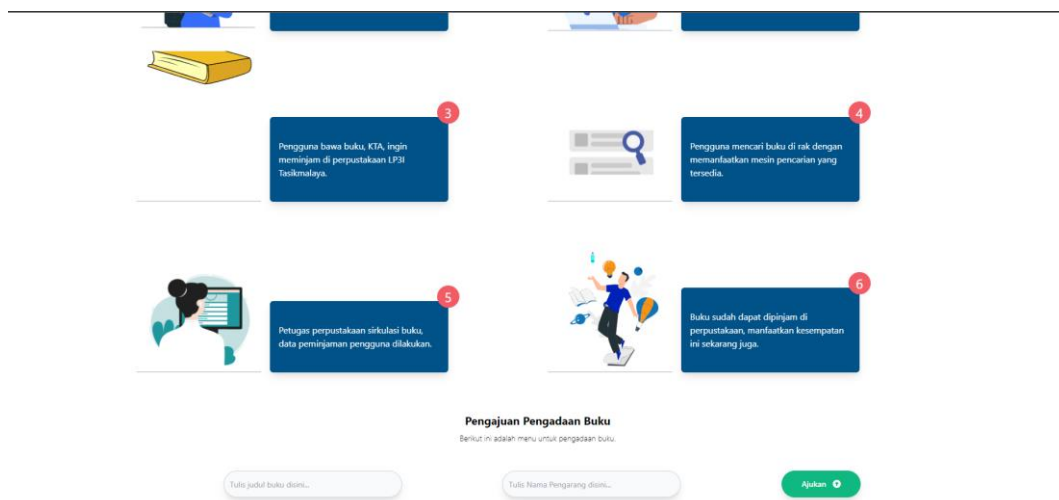 3
Pengguna bawa buku, KTA, ingin
meminjam di perpustakaan LP3I
Tasikmalaya.
4
Pengguna mencari buku di rak dengan
memanfaatkan mesin pencarian yang
tersedia.
5
Petugas perpustakaan sirkulasi buku,
data peminjaman pengguna dilakukan.
6
Buku sudah dapat dipinjam di
perpustakaan, manfaatkan kesempatan
ini sekarang juga.
Pengajuan Pengadaan Buku
Berikut ini adalah menu untuk pengadaan buku.
Tulis judul buku disini...
Tulis Nama Pengarang disini...
Ajukan